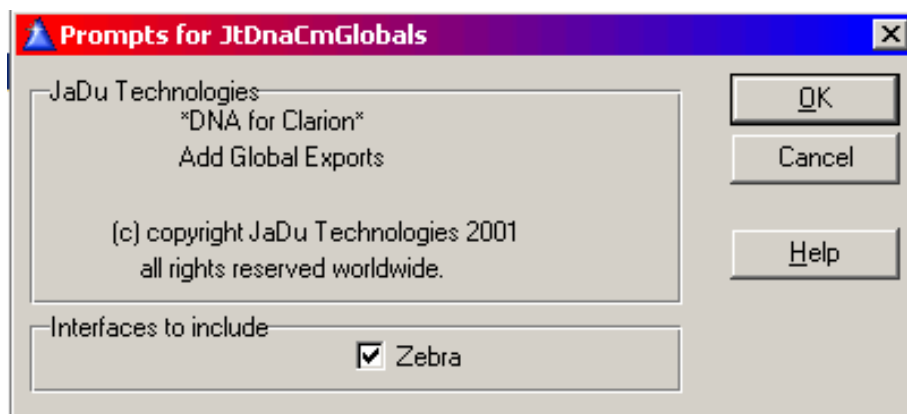 Prompts for JtDnaCmGlobals
JaDu Technologies
*DNA for Clarion*
Add Global Exports
(c) copyright JaDu Technologies 2001
all rights reserved worldwide.
OK
Cancel
Help
Interfaces to include
Zebra